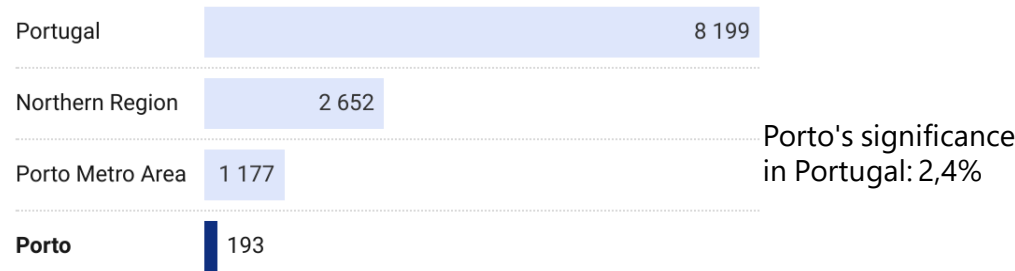 Portugal 8 199
Northern Region 2 652
Porto's significance
in Portugal: 2,4%
Porto Metro Area 1 177
Porto 193